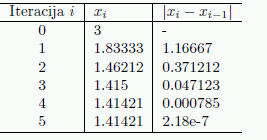 Iteracija i x_i |x_i − x_{i−1}|
0 3 -
1 1.83333 1.16667
2 1.46212 0.371212
3 1.415 0.047123
4 1.41421 0.000785
5 1.41421 2.18e-7